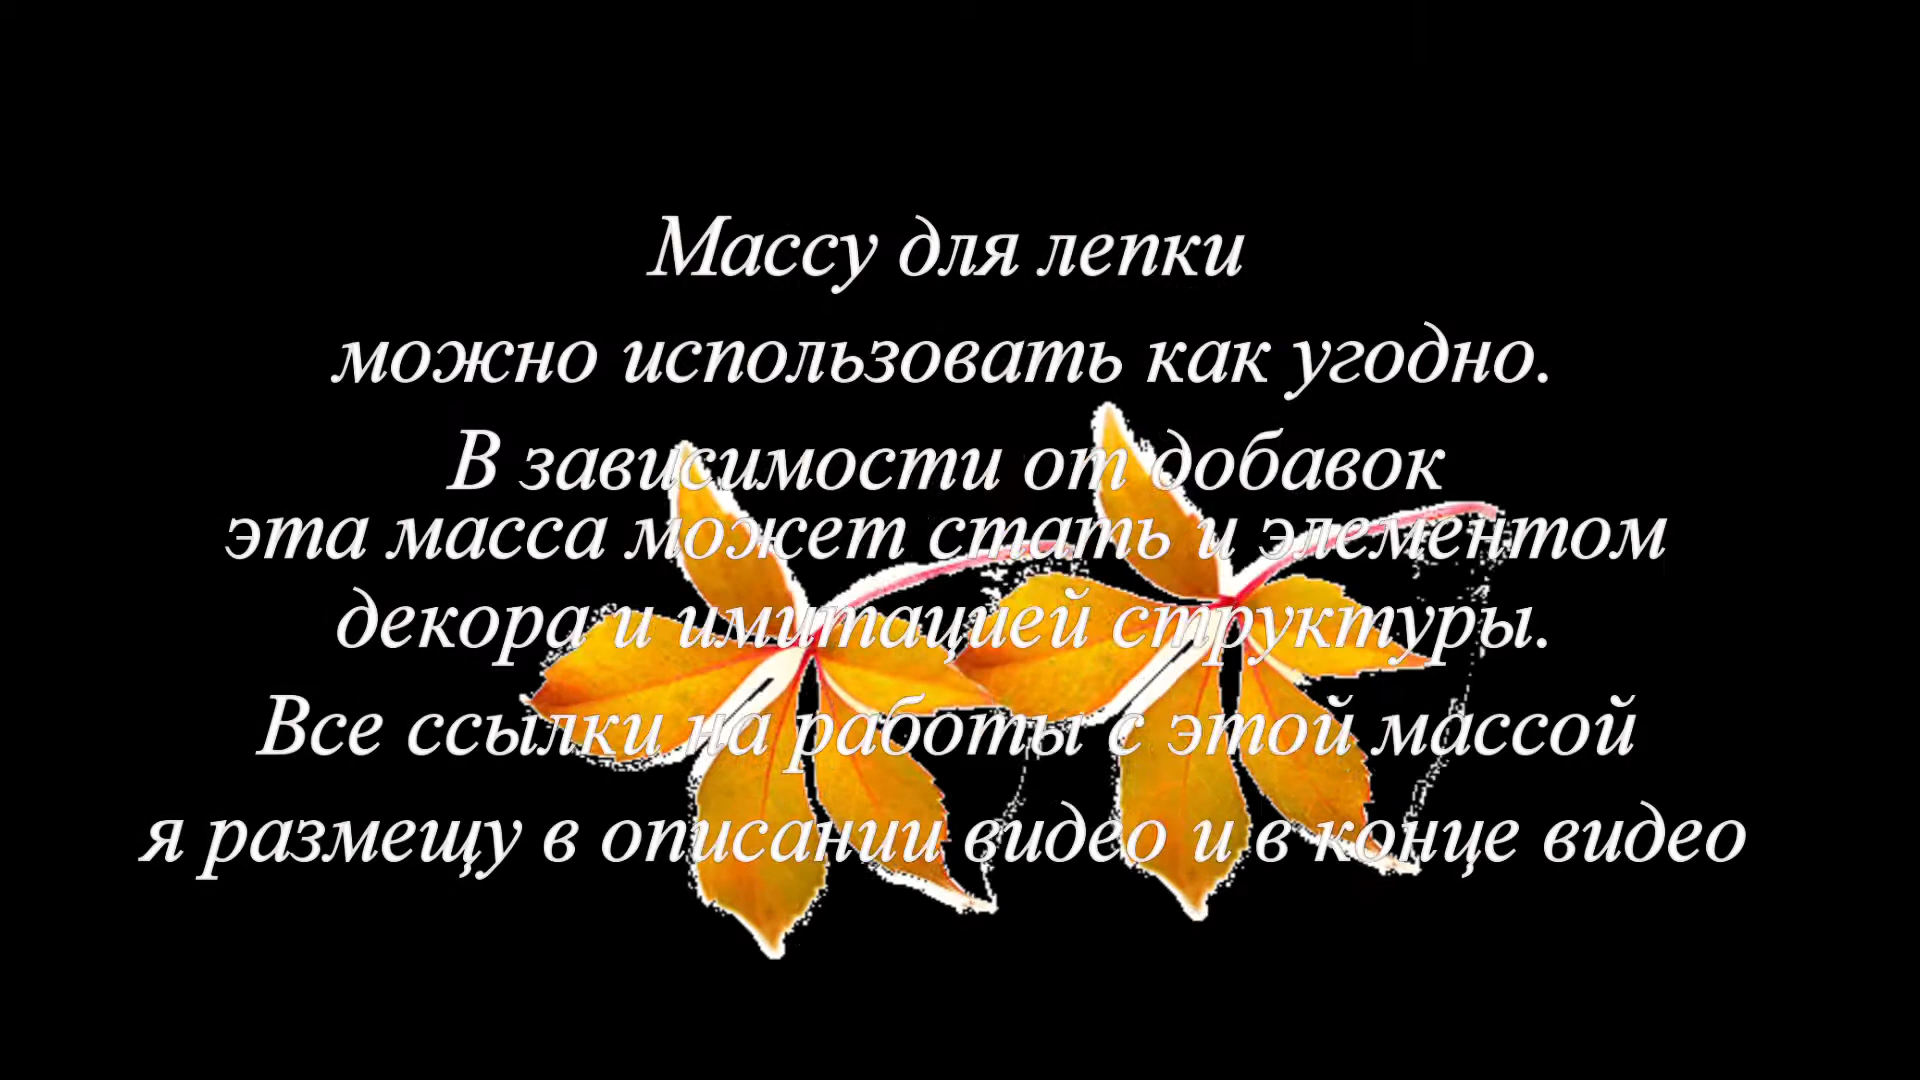 Массу для лепки
можно использовать как угодно.
В зависимости от добавок
эта масса может стать и элементом
декора и имитацией структуры.
Все ссылки на работы с этой массой
я размещу в описании видео и в конце видео